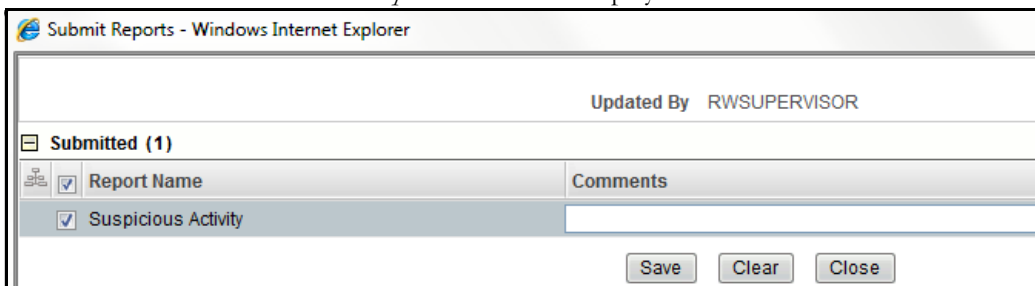 Submit Reports - Windows Internet Explorer
Updated By RWSUPERVISOR
Submitted (1)
Report Name Comments
Suspicious Activity
Save Clear Close